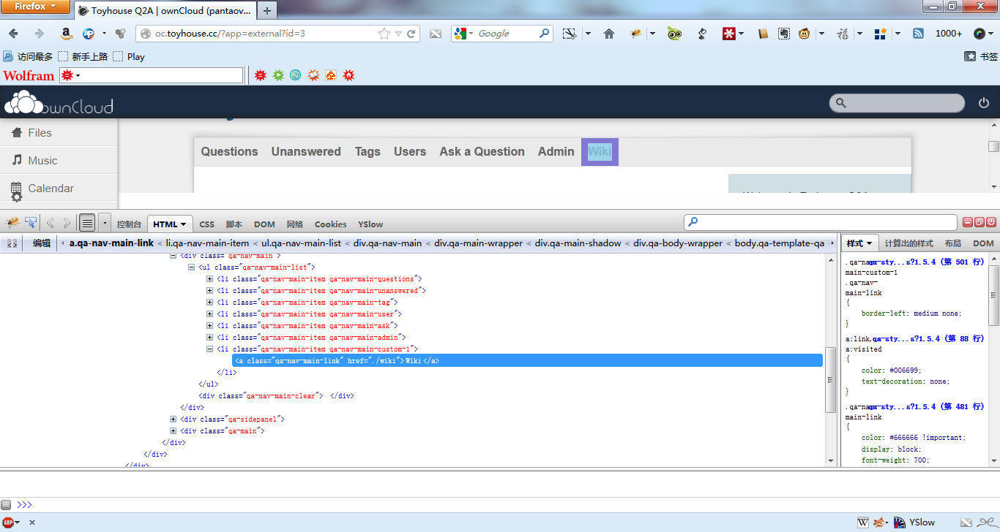 Firefox
Toyhouse Q2A | ownCloud (pantaov...
oc.toyhouse.cc/?app=external?id=3
Google
1000+
访问最多 新手上路 Play 书签
Wolfram
ownCloud
Files
Music
Calendar
Questions Unanswered Tags Users Ask a Question Admin Wiki
控制台 HTML CSS 脚本 DOM 网络 Cookies YSlow
编辑 a.qa-nav-main-link < li.qa-nav-main-item < ul.qa-nav-main-list < div.qa-nav-main < div.qa-main-wrapper < div.qa-main-shadow < div.qa-body-wrapper < body.qa-template-qa
<div class="qa-nav-main">
<ul class="qa-nav-main-list">
<li class="qa-nav-main-item qa-nav-main-questions">
<li class="qa-nav-main-item qa-nav-main-unanswered">
<li class="qa-nav-main-item qa-nav-main-tag">
<li class="qa-nav-main-item qa-nav-main-user">
<li class="qa-nav-main-item qa-nav-main-ask">
<li class="qa-nav-main-item qa-nav-main-admin">
<li class="qa-nav-main-item qa-nav-main-custom-1">
<a class="qa-nav-main-link" href="./wiki">Wiki</a>
</li>
</ul>
<div class="qa-nav-main-clear"> </div>
</div>
<div class="qa-sidepanel">
<div class="qa-main">
</div>
</div>
</div>
样式 计算出的样式 布局 DOM
qa-sty...s?1.5.4 (第 501 行)
main-custom-1
.qa-nav-
main-link
{
border-left: medium none;
}
a:link, qa-sty...s?1.5.4 (第 88 行)
a:visited
{
color: #006699;
text-decoration: none;
}
qa-sty...s?1.5.4 (第 481 行)
main-link
{
color: #666666 !important;
display: block;
font-weight: 700;
>>>
ABP
W YSlow